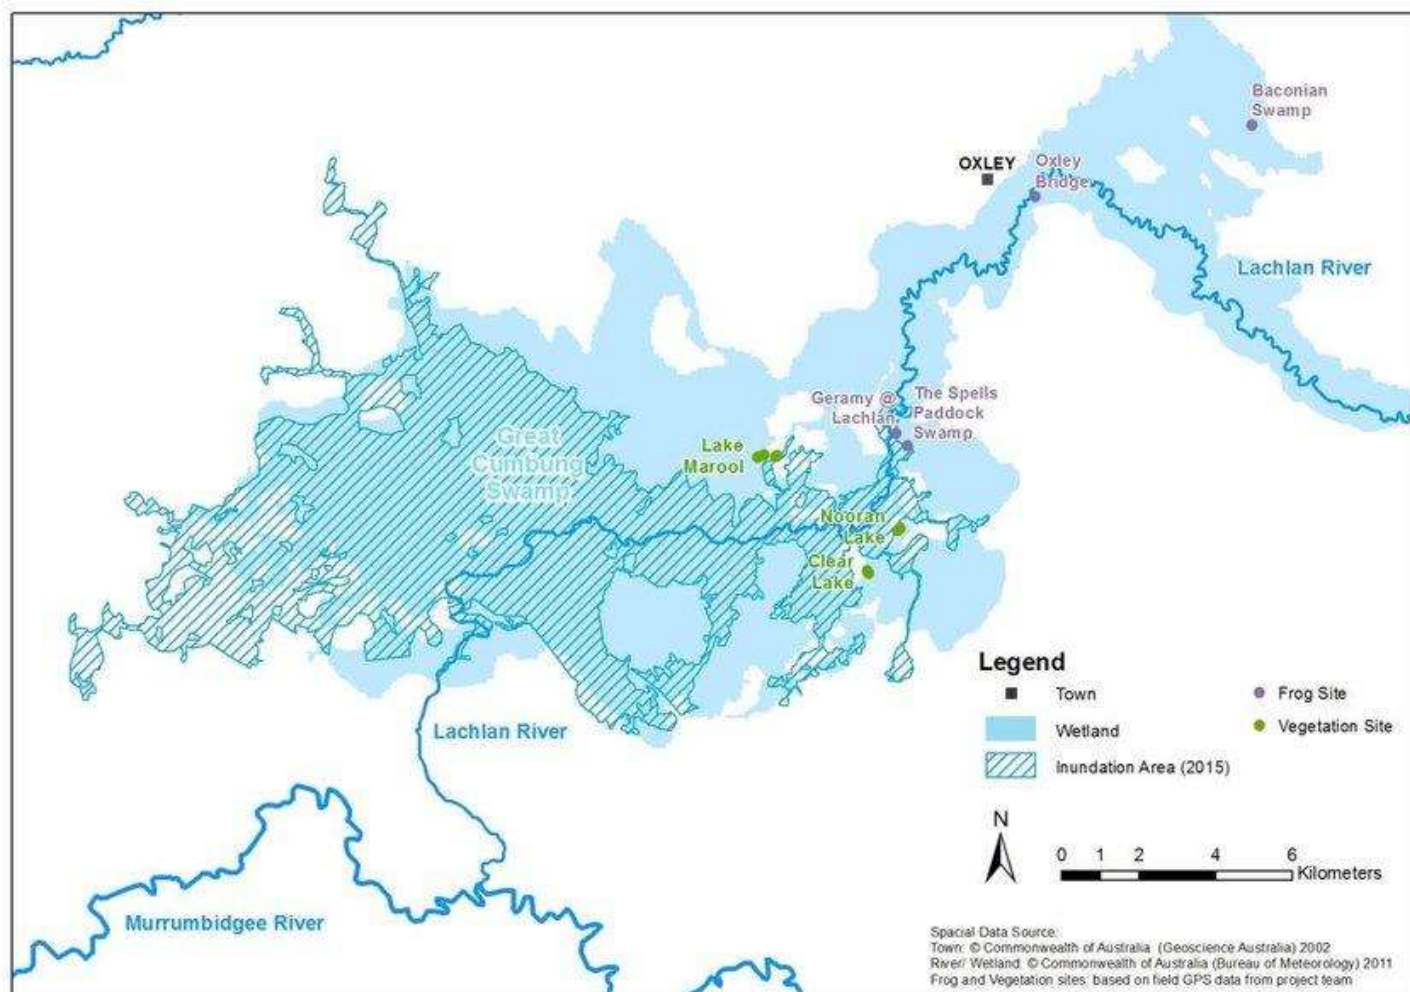 Baconian
Swamp
OXLEY
Oxley
Bridge
Lachlan River
Geramy @
Lachlan
The Spells
Paddock
Swamp
Lake
Marool
Great
Cumbung
Swamp
Nooran
Lake
Clear
Lake
Lachlan River
Murrumbidgee River
Legend
Town
Wetland
Inundation Area (2015)
Frog Site
Vegetation Site
N
0 1 2 4 6
Kilometers
Spacial Data Source:
Town: © Commonwealth of Australia (Geoscience Australia) 2002
River/ Wetland: © Commonwealth of Australia (Bureau of Meteorology) 2011
Frog and Vegetation sites: based on field GPS data from project team